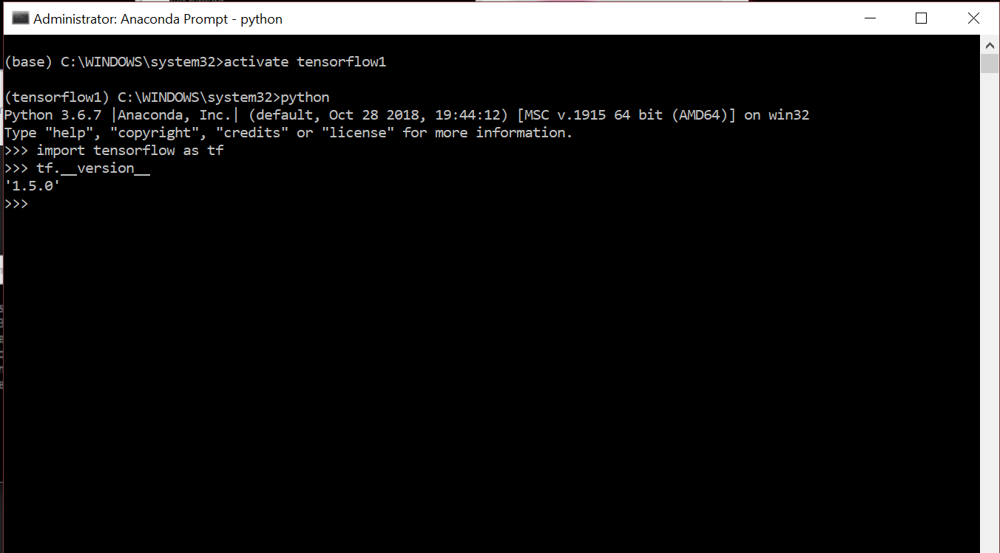 Administrator: Anaconda Prompt - python
(base) C:\WINDOWS\system32>activate tensorflow1
(tensorflow1) C:\WINDOWS\system32>python
Python 3.6.7 |Anaconda, Inc.| (default, Oct 28 2018, 19:44:12) [MSC v.1915 64 bit (AMD64)] on win32
Type "help", "copyright", "credits" or "license" for more information.
>>> import tensorflow as tf
>>> tf.__version__
'1.5.0'
>>>